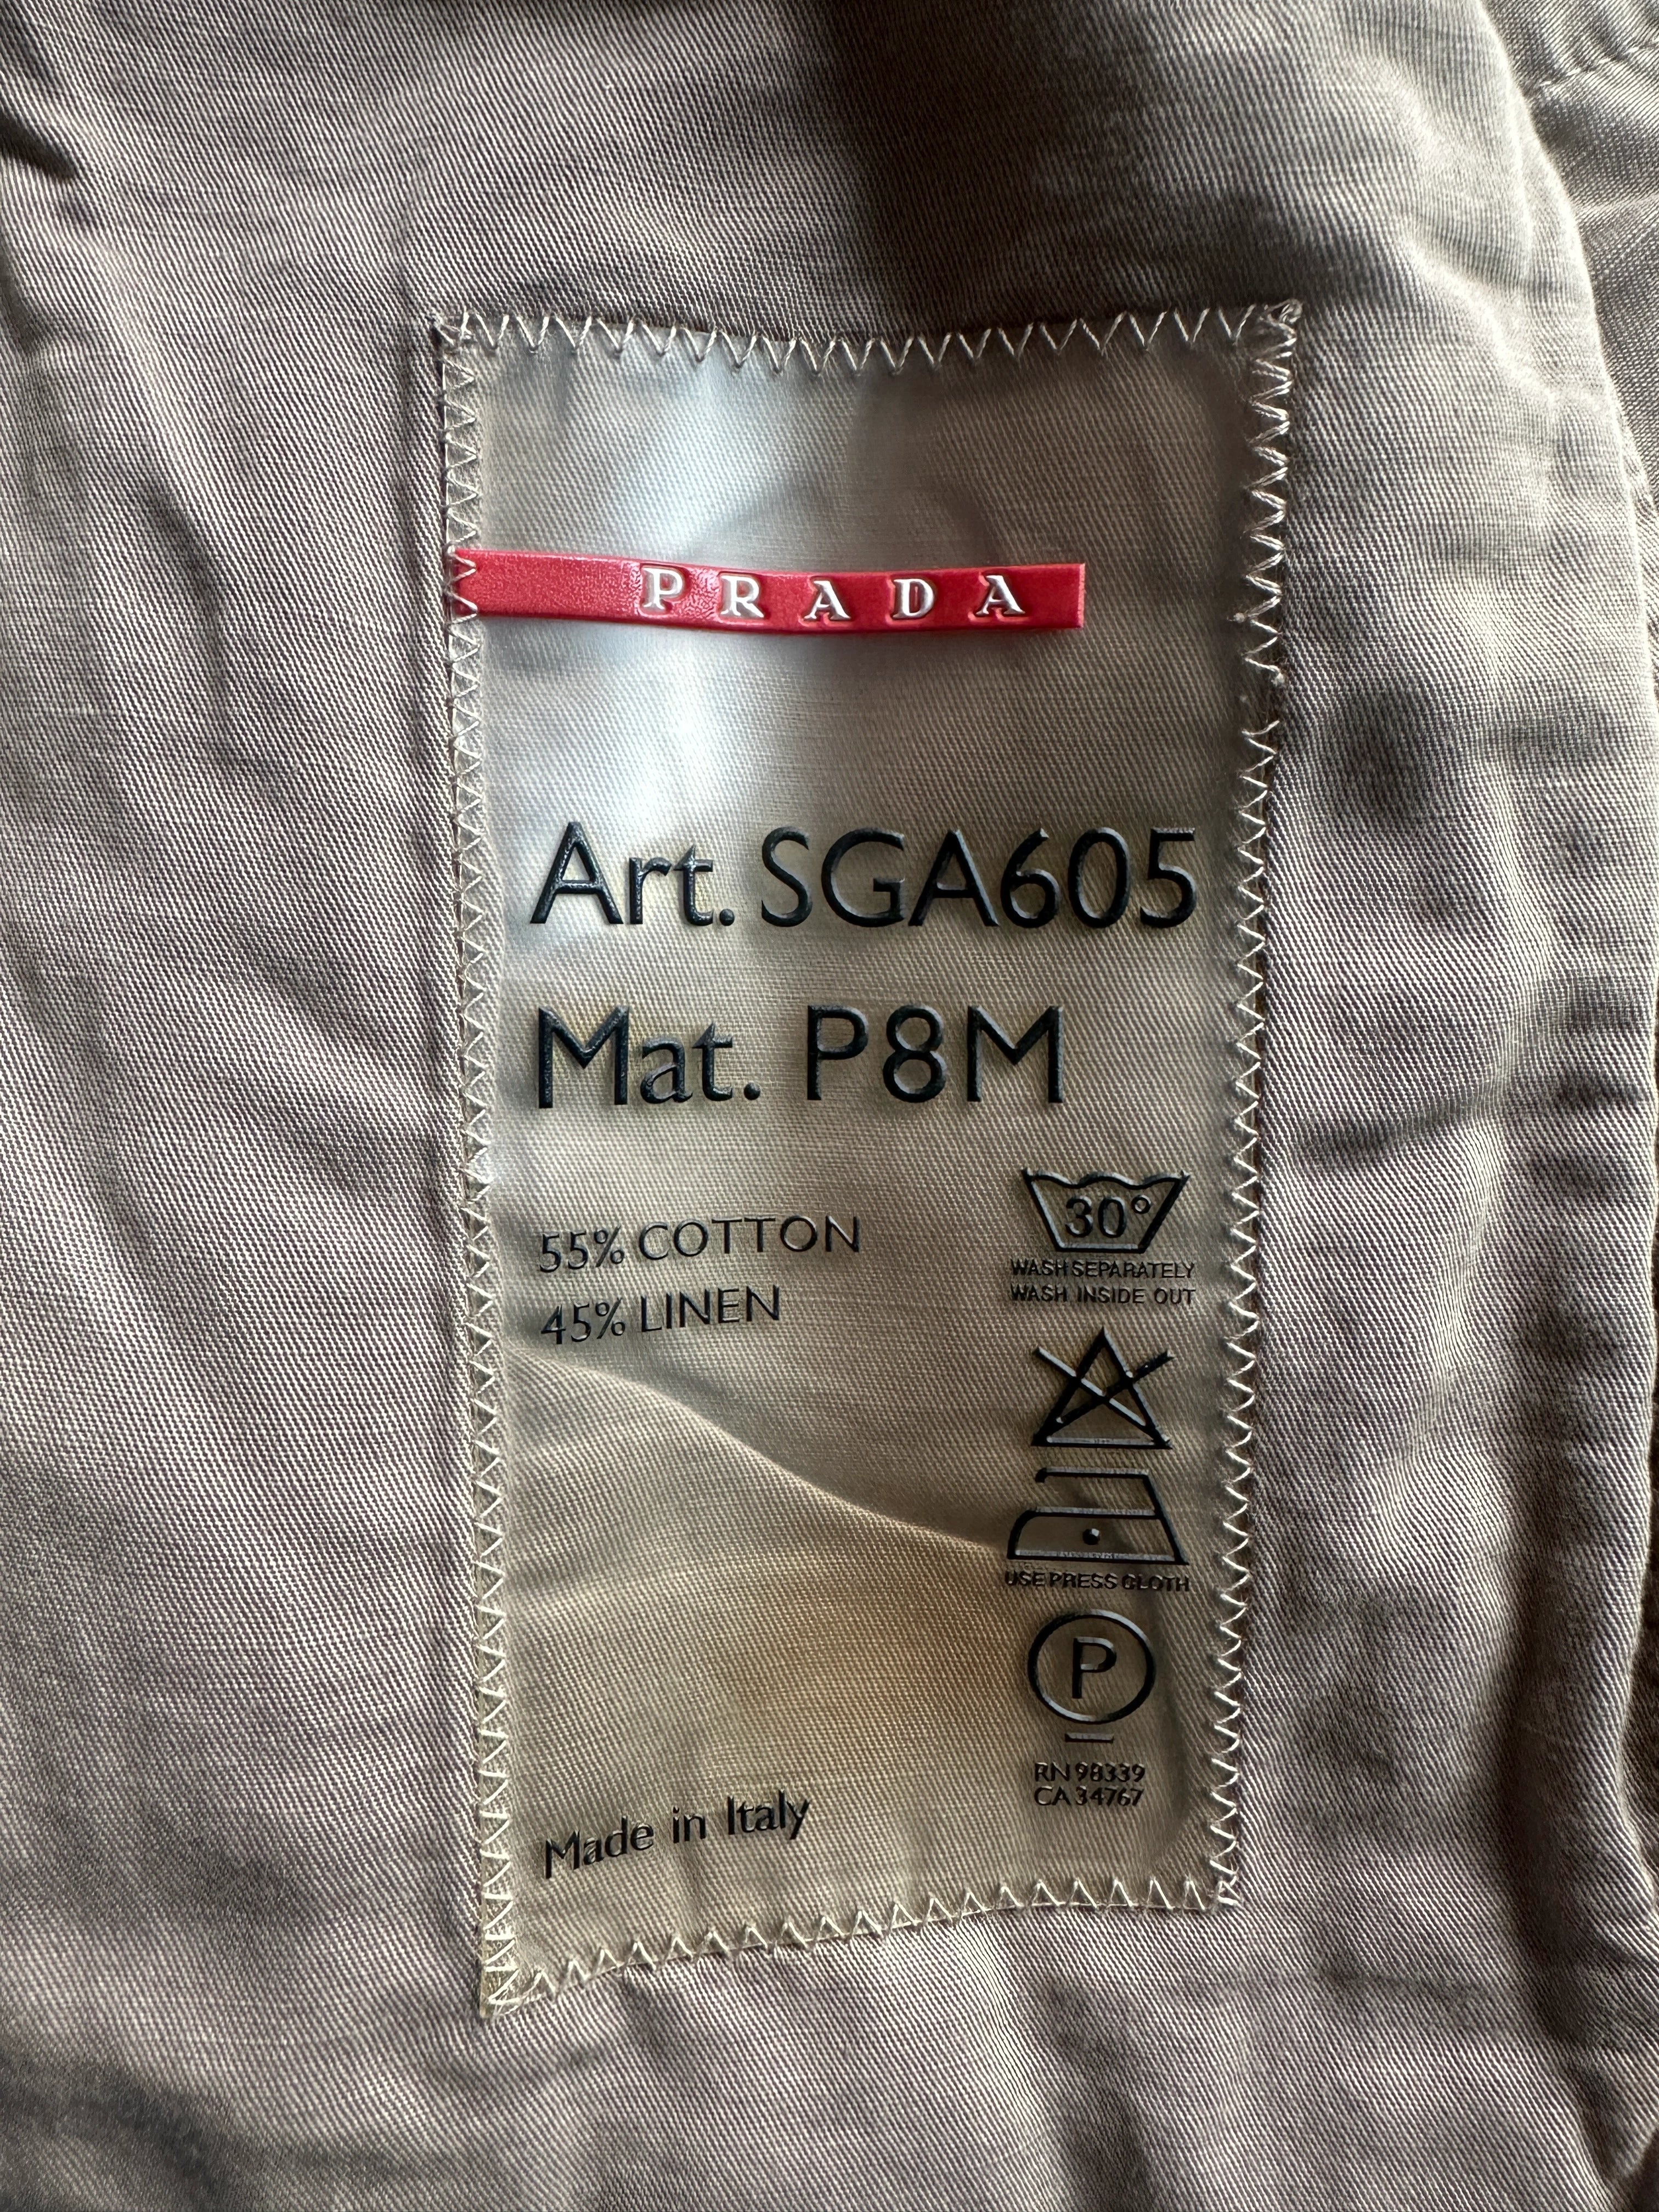 PRADA
Art. SGA605
Mat. P8M
55% COTTON
45% LINEN
30°
WASH SEPARATELY
WASH INSIDE OUT
USE PRESS CLOTH
P
RN 98339
CA 34767
Made in Italy